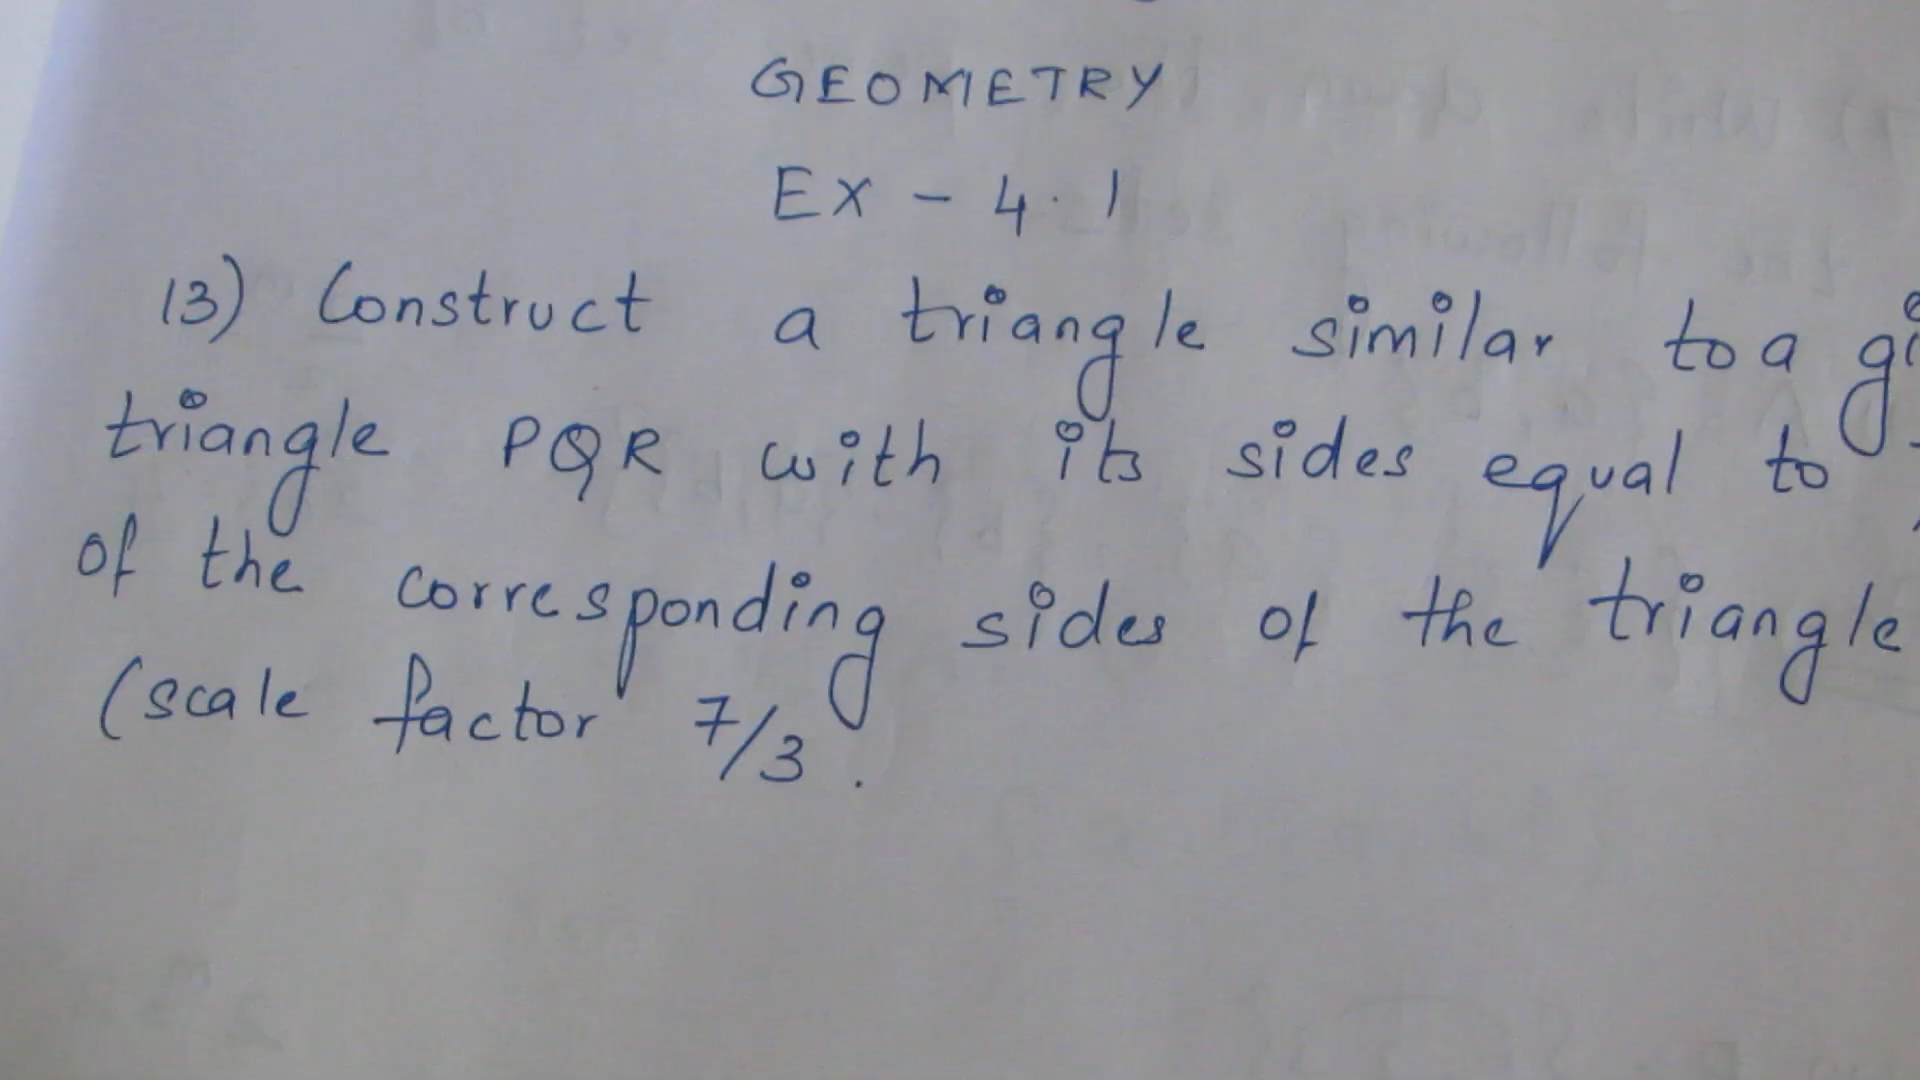 GEOMETRY
EX - 4.1
13) Construct a triangle similar to a gi
triangle PQR with its sides equal to
of the corresponding sides of the triangle
(scale factor 7/3.